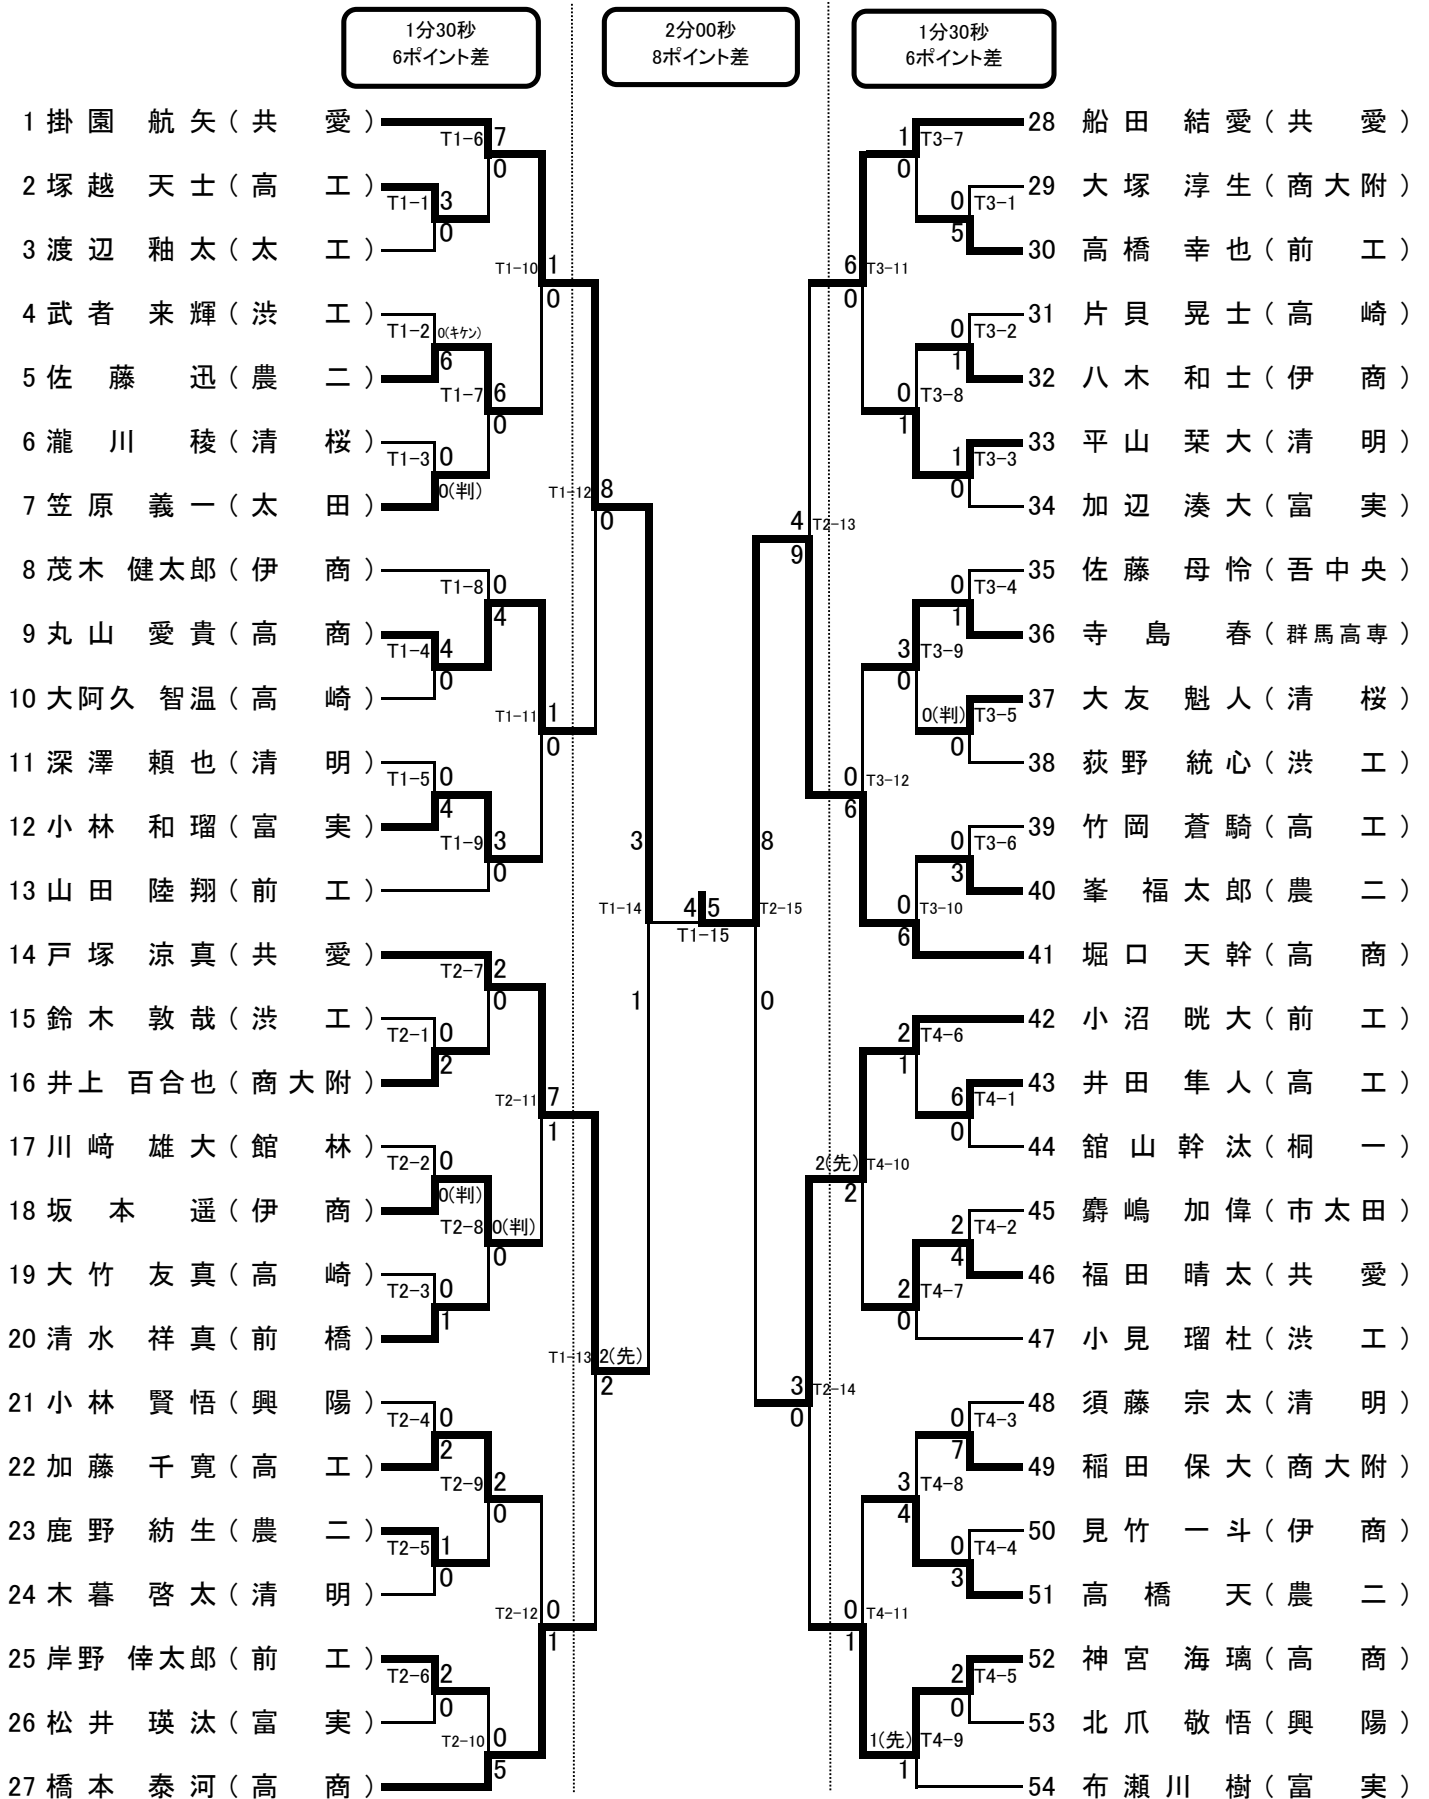 1分30秒
6ポイント差
2分00秒
8ポイント差
1分30秒
6ポイント差
1 掛園 航矢(共 愛)
T1-6 7
0
2 塚越 天士(高 工)
T1-1 3
0
3 渡辺 釉太(太 工)
T1-10 1
0
4 武者 来輝(渋 工)
T1-2 0(キケン)
6
5 佐藤 迅(農 二)
T1-7 6
0
6 瀧川 稜(清 桜)
T1-3 0
0(判)
7 笠原 義一(太 田)
T1-12 8
0
8 茂木 健太郎(伊 商)
T1-8 0
4
9 丸山 愛貴(高 商)
T1-4 4
0
10 大阿久 智温(高 崎)
T1-11 1
0
11 深澤 頼也(清 明)
T1-5 0
4
12 小林 和瑠(富 実)
T1-9 3
0
13 山田 陸翔(前 工)
3
T1-14
1
14 戸塚 涼真(共 愛)
T2-7 2
0
15 鈴木 敦哉(渋 工)
T2-1 0
2
16 井上 百合也(商大附)
T2-11 7
1
17 川﨑 雄大(館 林)
T2-2 0
0(判)
18 坂本 遥(伊 商)
T2-8 0(判)
0
19 大竹 友真(高 崎)
T2-3 0
1
20 清水 祥真(前 橋)
T1-13 2(先)
2
21 小林 賢悟(興 陽)
T2-4 0
2
22 加藤 千寛(高 工)
T2-9 2
0
23 鹿野 紡生(農 二)
T2-5 1
0
24 木暮 啓太(清 明)
T2-12 0
1
25 岸野 倖太郎(前 工)
T2-6 2
0
26 松井 瑛汰(富 実)
T2-10 0
5
27 橋本 泰河(高 商)
4 5
T1-15
28 船田 結愛(共 愛)
1 T3-7
0
29 大塚 淳生(商大附)
0 T3-1
5
30 高橋 幸也(前 工)
6 T3-11
0
31 片貝 晃士(高 崎)
0 T3-2
1
32 八木 和士(伊 商)
0 T3-8
1
33 平山 栞大(清 明)
1 T3-3
0
34 加辺 湊大(富 実)
4 T2-13
9
35 佐藤 母怜(吾中央)
0 T3-4
1
36 寺島 春(群馬高専)
3 T3-9
0
37 大友 魁人(清 桜)
0(判) T3-5
0
38 荻野 統心(渋 工)
0 T3-12
6
39 竹岡 蒼騎(高 工)
0 T3-6
3
40 峯 福太郎(農 二)
0 T3-10
6
41 堀口 天幹(高 商)
8
T2-15
0
42 小沼 晄大(前 工)
2 T4-6
1
43 井田 隼人(高 工)
6 T4-1
0
44 舘山 幹汰(桐 一)
2(先) T4-10
2
45 麝嶋 加偉(市太田)
2 T4-2
4
46 福田 晴太(共 愛)
2 T4-7
0
47 小見 瑠杜(渋 工)
3 T2-14
0
48 須藤 宗太(清 明)
0 T4-3
7
49 稲田 保大(商大附)
3 T4-8
4
50 見竹 一斗(伊 商)
0 T4-4
3
51 高橋 天(農 二)
0 T4-11
1
52 神宮 海璃(高 商)
2 T4-5
0
53 北爪 敬悟(興 陽)
1(先) T4-9
1
54 布瀬川 樹(富 実)